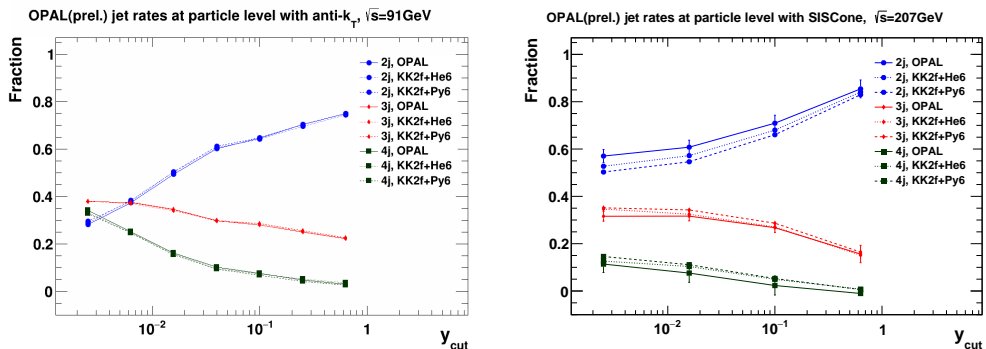 OPAL(prel.) jet rates at particle level with anti-k_T, √s=91GeV
Fraction
1
0.8
0.6
0.4
0.2
0
10⁻²
10⁻¹
1
y_cut
2j, OPAL
2j, KK2f+He6
2j, KK2f+Py6
3j, OPAL
3j, KK2f+He6
3j, KK2f+Py6
4j, OPAL
4j, KK2f+He6
4j, KK2f+Py6
OPAL(prel.) jet rates at particle level with SISCone, √s=207GeV
Fraction
1
0.8
0.6
0.4
0.2
0
10⁻²
10⁻¹
1
y_cut
2j, OPAL
2j, KK2f+He6
2j, KK2f+Py6
3j, OPAL
3j, KK2f+He6
3j, KK2f+Py6
4j, OPAL
4j, KK2f+He6
4j, KK2f+Py6